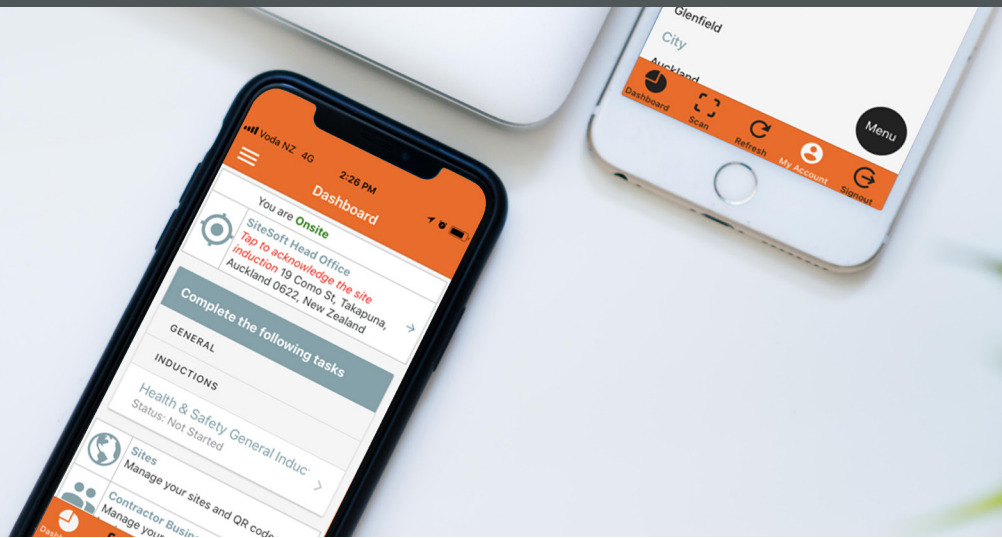 Voda NZ 4G
2:26 PM
Dashboard
You are Onsite
SiteSoft Head Office
Tap to acknowledge the site
induction 19 Como St, Takapuna,
Auckland 0622, New Zealand
Complete the following tasks
GENERAL
INDUCTIONS
Health & Safety General Induc
Status: Not Started
Sites
Manage your sites and QR code
Contractor Busin
Manage your
Dashb
Glenfield
City
Auckland
Dashboard
Scan
Refresh
My Account
Signout
Menu